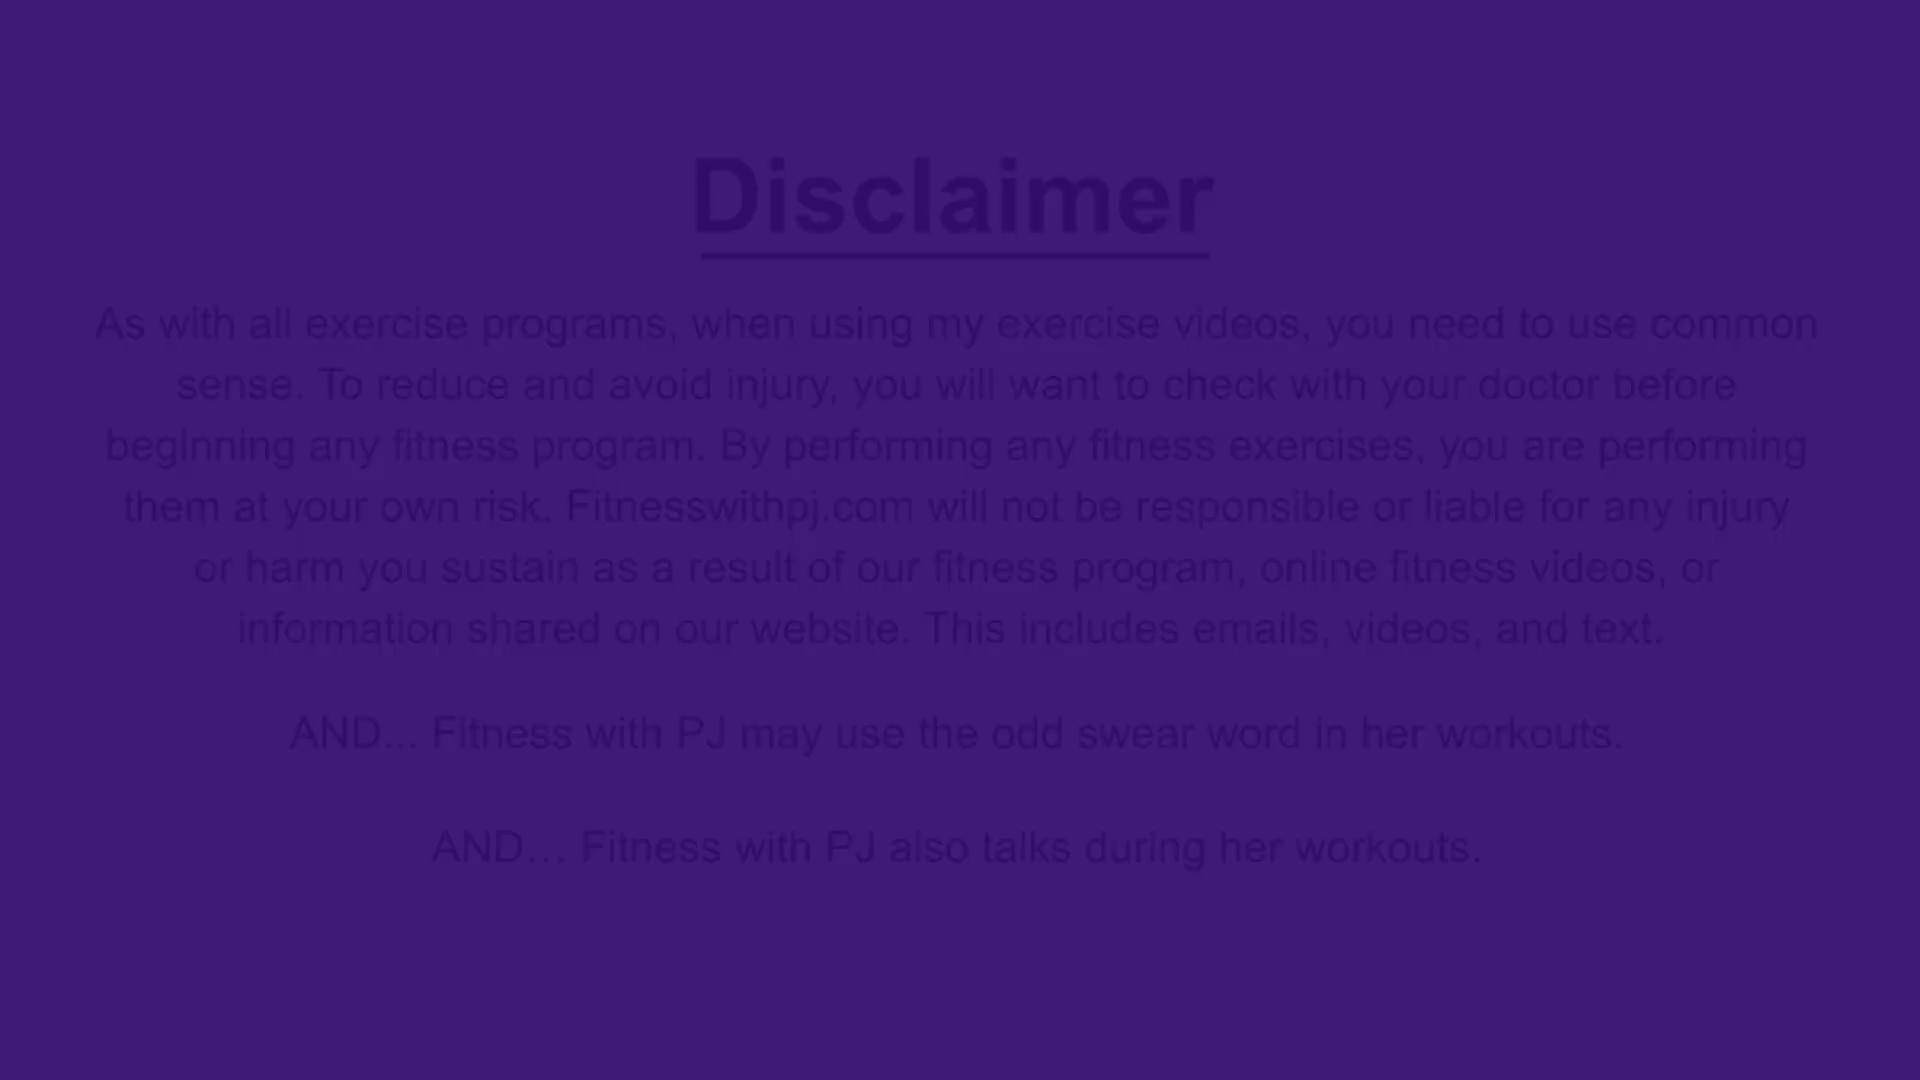 Disclaimer
As with all exercise programs, when using my exercise videos, you need to use common
sense. To reduce and avoid injury, you will want to check with your doctor before
beginning any fitness program. By performing any fitness exercises, you are performing
them at your own risk. Fitnesswithpj.com will not be responsible or liable for any injury
or harm you sustain as a result of our fitness program, online fitness videos, or
information shared on our website. This includes emails, videos, and text.
AND... Fitness with PJ may use the odd swear word in her workouts.
AND... Fitness with PJ also talks during her workouts.